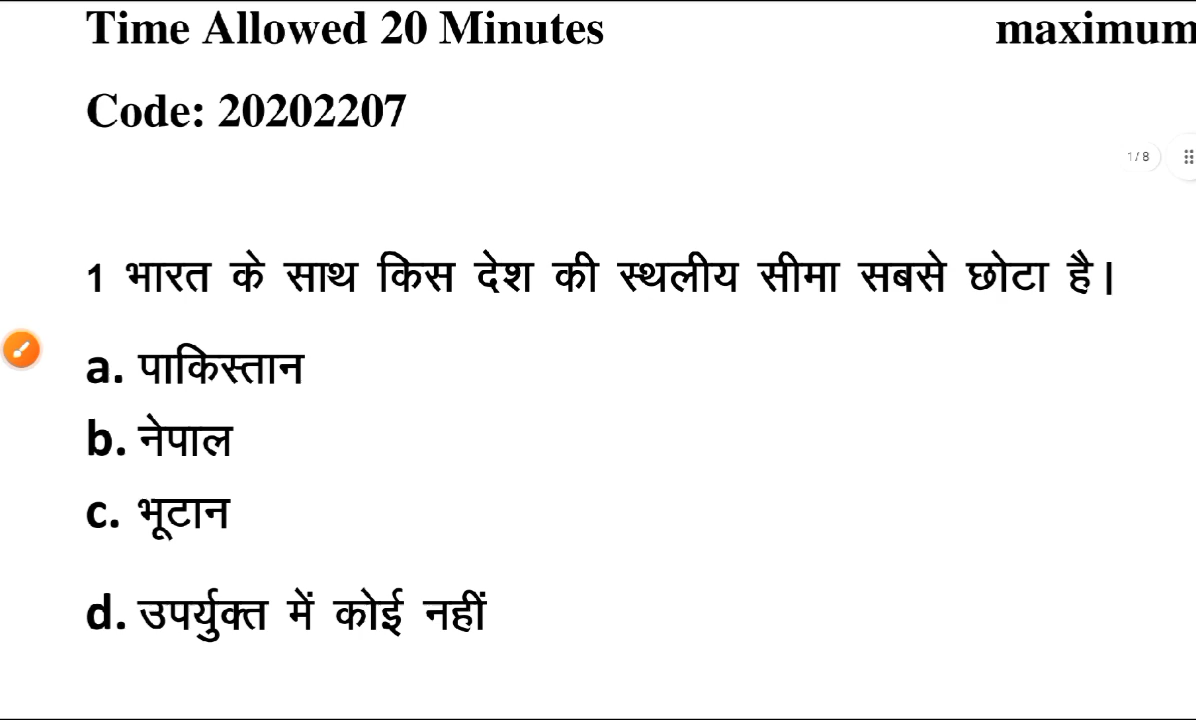 Time Allowed 20 Minutes maximum
Code: 20202207
1 / 8
1 भारत के साथ किस देश की स्थलीय सीमा सबसे छोटा है।
a. पाकिस्तान
b. नेपाल
c. भूटान
d. उपर्युक्त में कोई नहीं